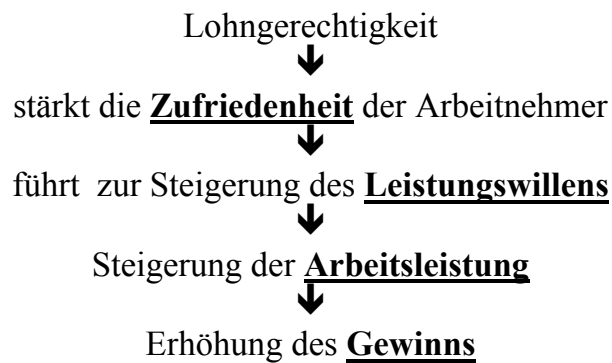 Lohngerechtigkeit
stärkt die Zufriedenheit der Arbeitnehmer
führt zur Steigerung des Leistungswillens
Steigerung der Arbeitsleistung
Erhöhung des Gewinns